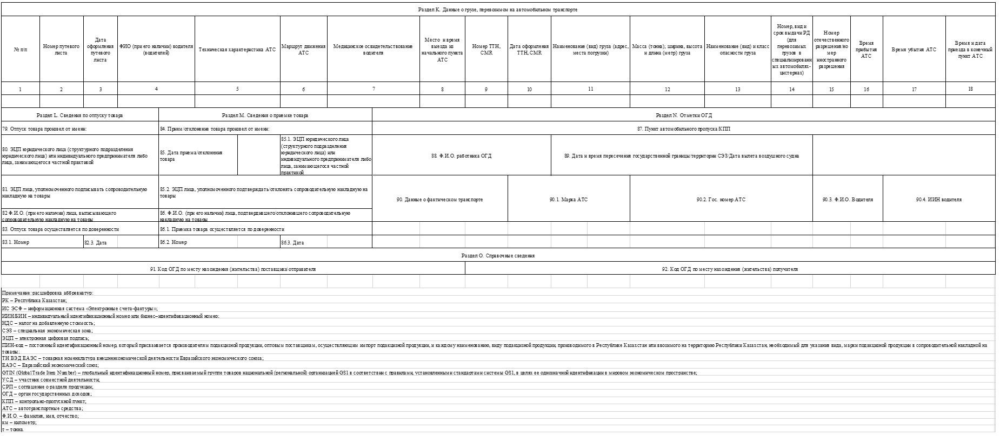 Раздел К. Данные о грузе, перевозимом на автомобильном транспорте
№ п/п
Номер путевого
листа
Дата
оформления
путевого
листа
ФИО (при его наличии) водителя
(водителей)
Техническая характеристика АТС
Маршрут движения
АТС
Медицинское освидетельствование
водителя
Место и время
выезда из
начального пункта
АТС
Номер ТТН,
CMR
Дата оформления
ТТН, CMR
Наименование (вид) груза (адрес,
места погрузки)
Масса (тонна); ширина, высота
и длина (метр) груза
Наименование (вид) и класс
опасности груза
Номер, вид и
срок выдачи РД
(для
перевозимых
грузов в
специализированн
ых автомобилях-
цистернах)
Номер
отечественного
разрешения/но
мер
иностранного
разрешения
Время
прибытия
АТС
Время убытия АТС
Время и дата
приезда в конечный
пункт АТС
1 2 3 4 5 6 7 8 9 10 11 12 13 14 15 16 17 18
Раздел L. Сведения по отпуску товара
Раздел М. Сведения о приемке товара
Раздел N. Отметки ОГД
79. Отпуск товара произвел от имени:
84. Прием/отклонение товара произвел от имени:
87. Пункт автомобильного пропуска/КПП
80. ЭЦП юридического лица (структурного подразделения
юридического лица) или индивидуального предпринимателя либо
лица, занимающегося частной практикой
85. Дата приема/отклонения
товара
85.1. ЭЦП юридического лица
(структурного подразделения
юридического лица) или
индивидуального предпринимателя либо
лица, занимающегося частной
практикой
88. Ф.И.О. работника ОГД
89. Дата и время пересечения государственной границы/территории СЭЗ/Дата вылета воздушного судна
81. ЭЦП лица, уполномоченного подписывать сопроводительную
накладную на товары
85.2. ЭЦП лица, уполномоченного подтверждать/отклонять сопроводительную накладную на
товары
90. Данные о фактическом транспорте
90.1. Марка АТС
90.2. Гос. номер АТС
90.3. Ф.И.О. Водителя
90.4. ИИН водителя
82 Ф.И.О. (при его наличии) лица, выписывающего
сопроводительную накладную на товары
86. Ф.И.О. (при его наличии) лица, подтвердившего/отклонившего сопроводительную
накладную на товары
83. Отпуск товара осуществляется по доверенности
86.1. Приемка товара осуществляется по доверенности
83.1. Номер
82.3. Дата
86.2. Номер
86.3. Дата
Раздел О. Справочные сведения
91. Код ОГД по месту нахождения (жительства) поставщика\отправителя
92. Код ОГД по месту нахождения (жительства) получателя
Примечание: расшифровка аббревиатур:
РК – Республика Казахстан;
ИС ЭСФ – информационная система «Электронные счета-фактуры»;
ИИН/БИН – индивидуальный идентификационный номер или бизнес–идентификационный номер;
НДС – налог на добавленную стоимость;
СЭЗ – специальная экономическая зона;
ЭЦП – электронная цифровая подпись;
ПИН-код – постоянный идентификационный номер, который присваивается производителям подакцизной продукции, оптовым поставщикам, осуществляющим импорт подакцизной продукции, и каждому наименованию, виду подакцизной продукции, производимого в Республике Казахстан или ввозимого на территорию Республики Казахстан, необходимый для указания вида, марки подакцизной продукции в сопроводительной накладной на
товары;
ТН ВЭД ЕАЭС – товарная номенклатура внешнеэкономической деятельности Евразийского экономического союза;
ЕАЭС – Евразийский экономический союз;
GTIN (Global Trade Item Number) – глобальный идентификационный номер, присваиваемый группе товаров национальной (региональной) организацией GS1 в соответствии с правилами, установленными стандартами системы GS1, в целях ее однозначной идентификации в мировом экономическом пространстве;
УСД – участник совместной деятельности;
СРП – соглашение о разделе продукции;
ОГД – орган государственных доходов;
КПП – контрольно-пропускной пункт;
АТС – автотранспортные средства;
Ф.И.О. – фамилия, имя, отчество;
км – километр;
т – тонна.